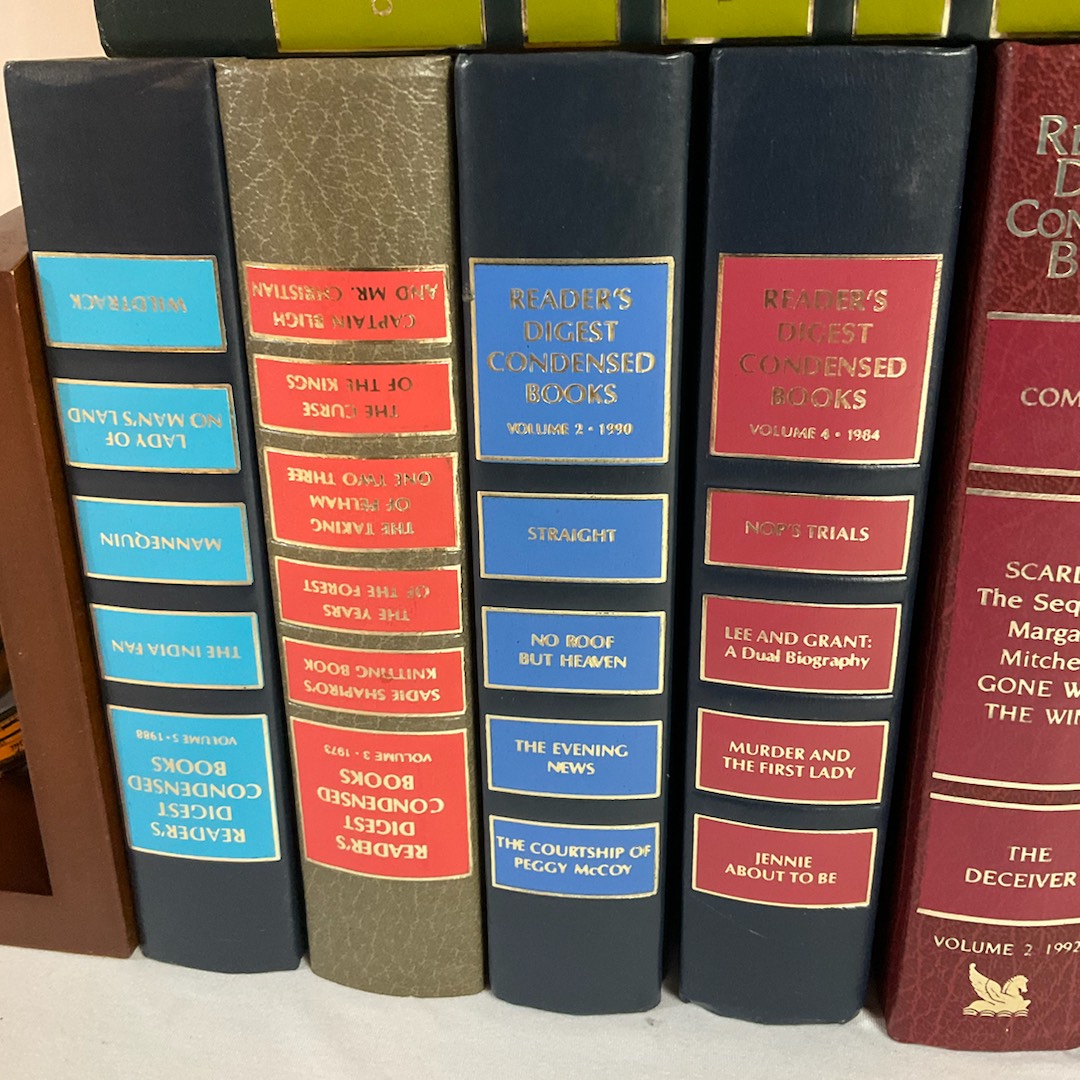 READER'S
DIGEST
CONDENSED
BOOKS
VOLUME 5 • 1988
THE INDIA FAN
MANNEQUIN
LADY OF
NO MAN'S LAND
WILDTRACK
READER'S
DIGEST
CONDENSED
BOOKS
VOLUME 3 • 1973
SADIE SHAPIRO'S
KNITTING BOOK
THE YEARS
OF THE FOREST
THE TAKING
OF PELHAM
ONE TWO THREE
THE CURSE
OF THE KINGS
CAPTAIN BLIGH
AND MR. CHRISTIAN
READER'S
DIGEST
CONDENSED
BOOKS
VOLUME 2 • 1990
STRAIGHT
NO ROOF
BUT HEAVEN
THE EVENING
NEWS
THE COURTSHIP OF
PEGGY McCOY
READER'S
DIGEST
CONDENSED
BOOKS
VOLUME 4 • 1984
NOP'S TRIALS
LEE AND GRANT:
A Dual Biography
MURDER AND
THE FIRST LADY
JENNIE
ABOUT TO BE
The
GONE
THE
THE
DECEIVER
VOLUME 2 1992